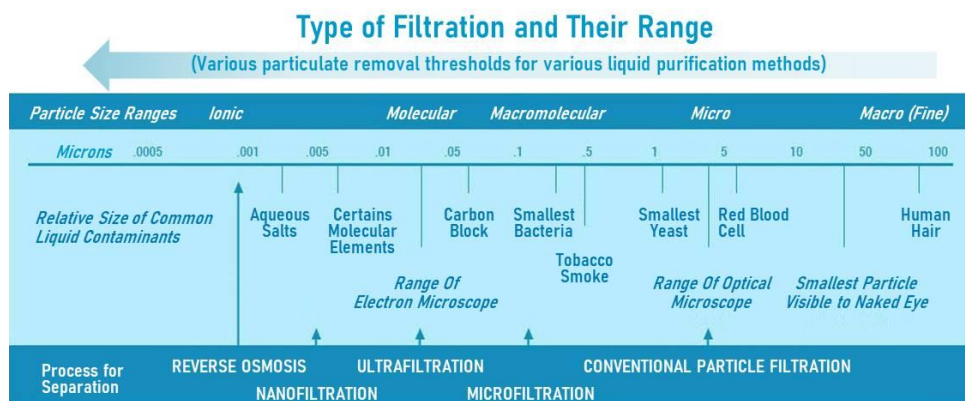 Type of Filtration and Their Range
(Various particulate removal thresholds for various liquid purification methods)
Particle Size Ranges Ionic Molecular Macromolecular Micro Macro (Fine)
Microns .0005 .001 .005 .01 .05 .1 .5 1 5 10 50 100
Relative Size of Common
Liquid Contaminants
Aqueous
Salts
Certains
Molecular
Elements
Carbon
Block
Smallest
Bacteria
Tobacco
Smoke
Smallest
Yeast
Red Blood
Cell
Human
Hair
Range Of
Electron Microscope
Range Of Optical
Microscope
Smallest Particle
Visible to Naked Eye
Process for
Separation
REVERSE OSMOSIS
NANOFILTRATION
ULTRAFILTRATION
MICROFILTRATION
CONVENTIONAL PARTICLE FILTRATION